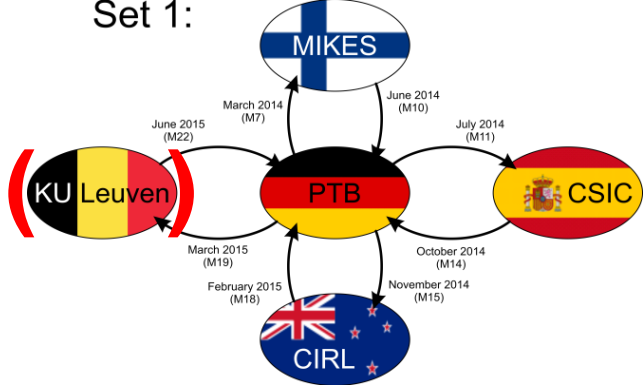 Set 1:
MIKES
March 2014
(M7)
June 2014
(M10)
June 2015
(M22)
July 2014
(M11)
( KU Leuven )
PTB
CSIC
March 2015
(M19)
October 2014
(M14)
February 2015
(M18)
November 2014
(M15)
CIRL